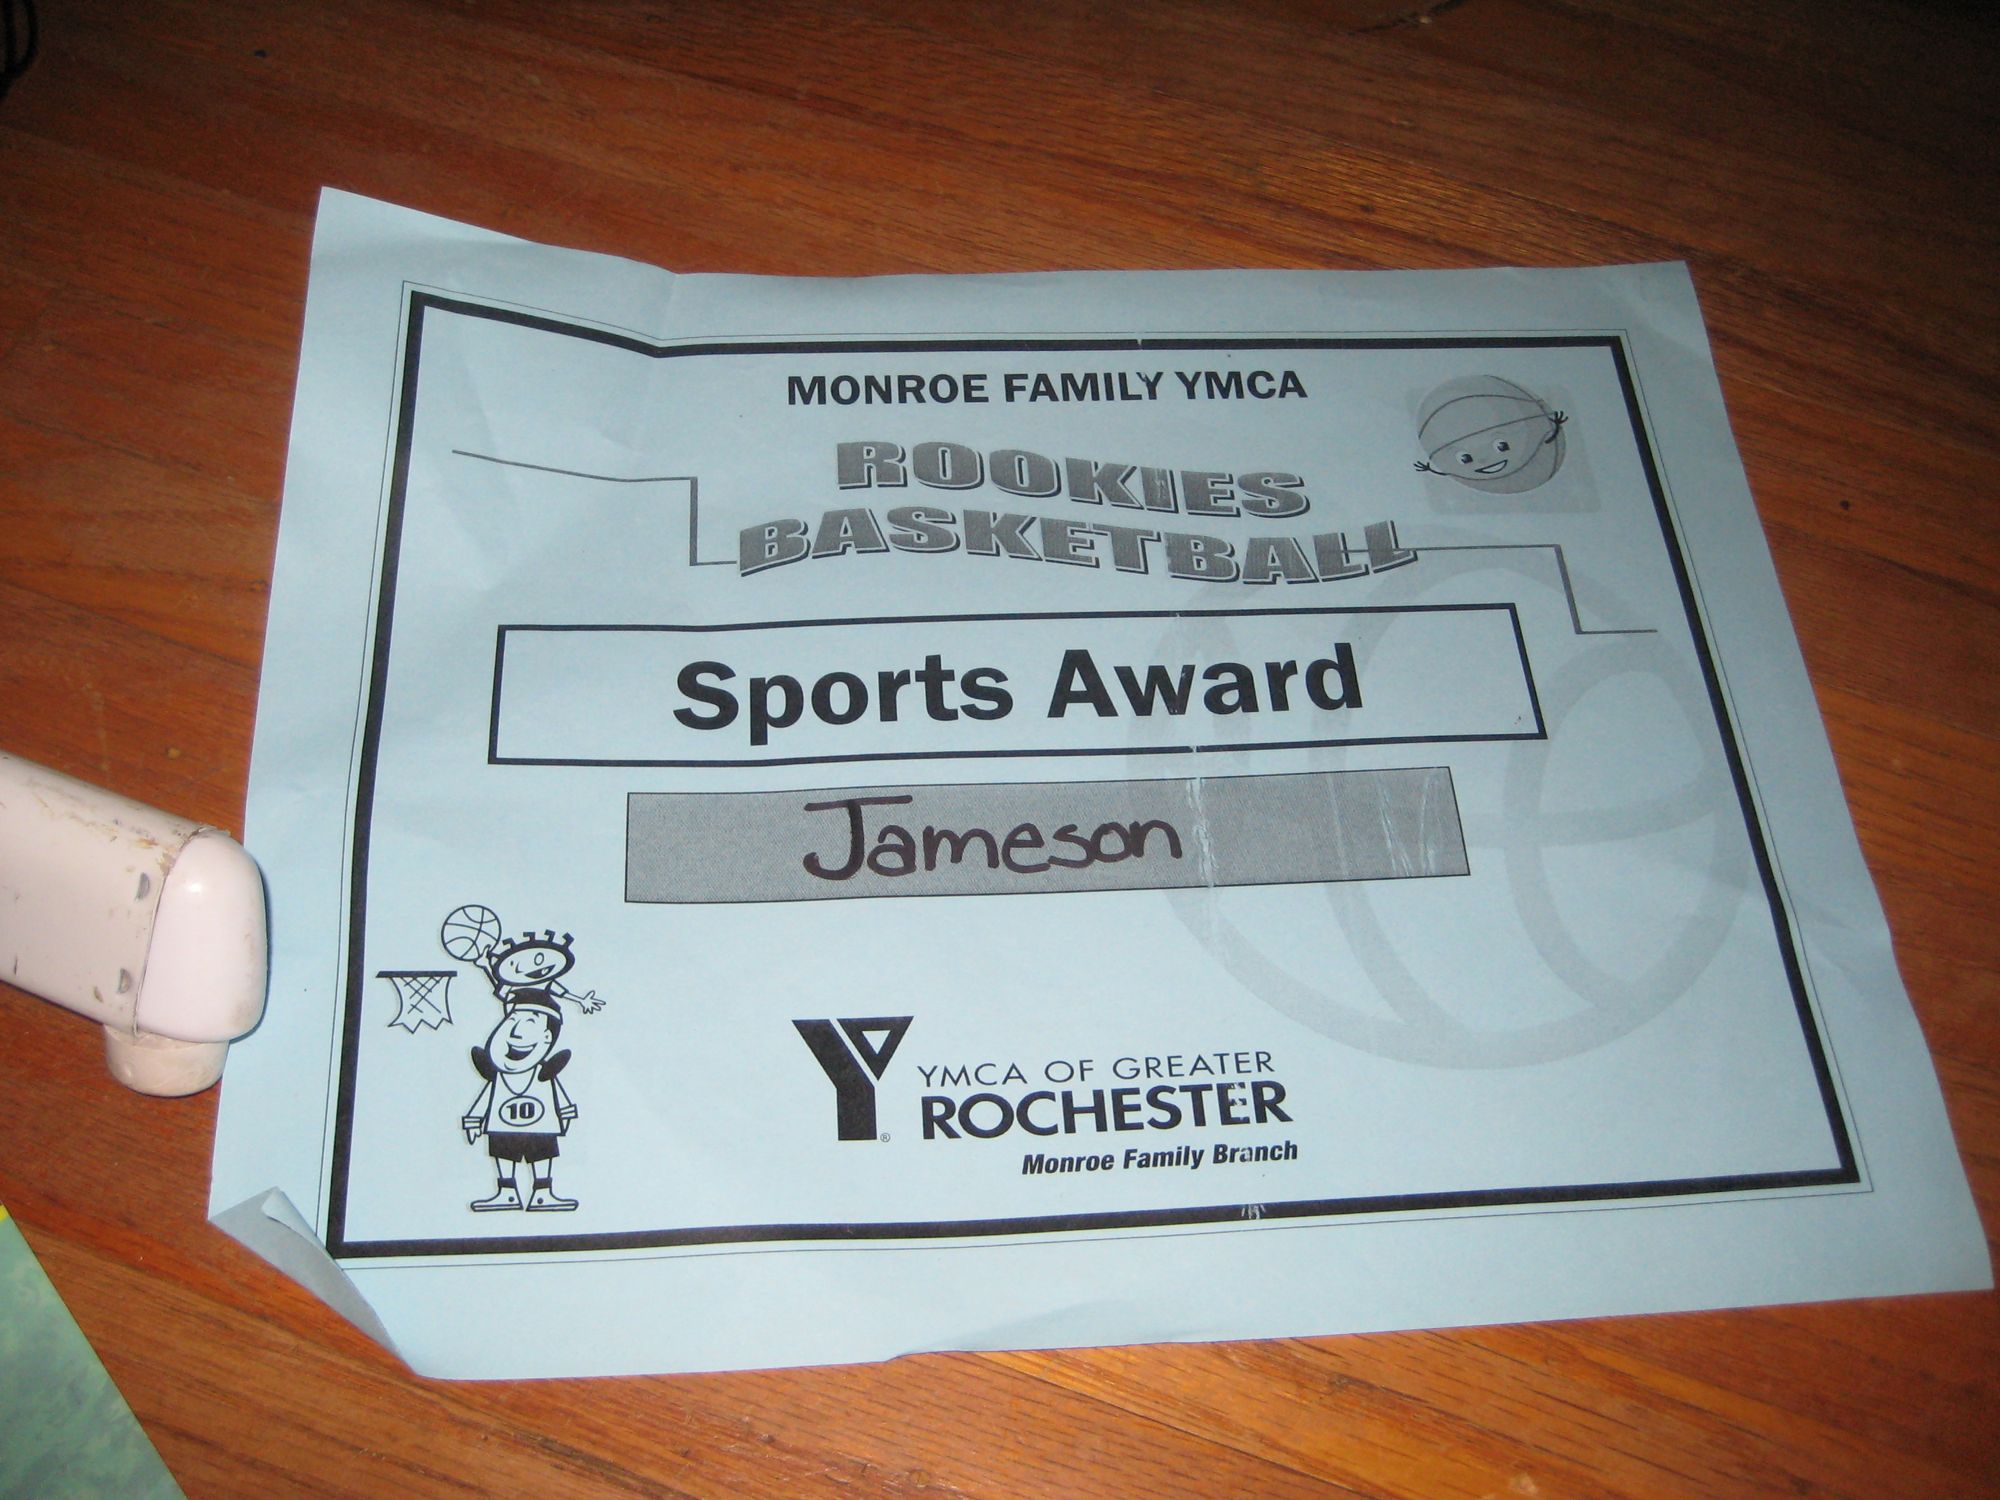 MONROE FAMILY YMCA
ROOKIES
BASKETBALL
Sports Award
Jameson
10
YMCA OF GREATER
ROCHESTER
®
Monroe Family Branch